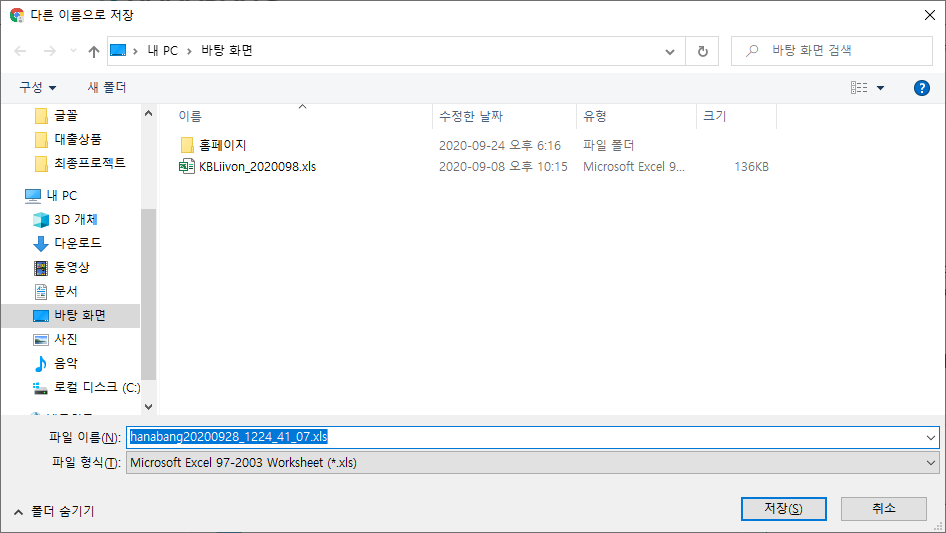 다른 이름으로 저장
내 PC > 바탕 화면
바탕 화면 검색
구성
새 폴더
?
이름 수정한 날짜 유형 크기
홈페이지 2020-09-24 오후 6:16 파일 폴더
KBLiivon_2020098.xls 2020-09-08 오후 10:15 Microsoft Excel 9... 136KB
글꼴
대출상품
최종프로젝트
내 PC
3D 개체
다운로드
동영상
문서
바탕 화면
사진
음악
로컬 디스크 (C:)
파일 이름(N): hanabang20200928_1224_41_07.xls
파일 형식(T): Microsoft Excel 97-2003 Worksheet (*.xls)
폴더 숨기기
저장(S)
취소